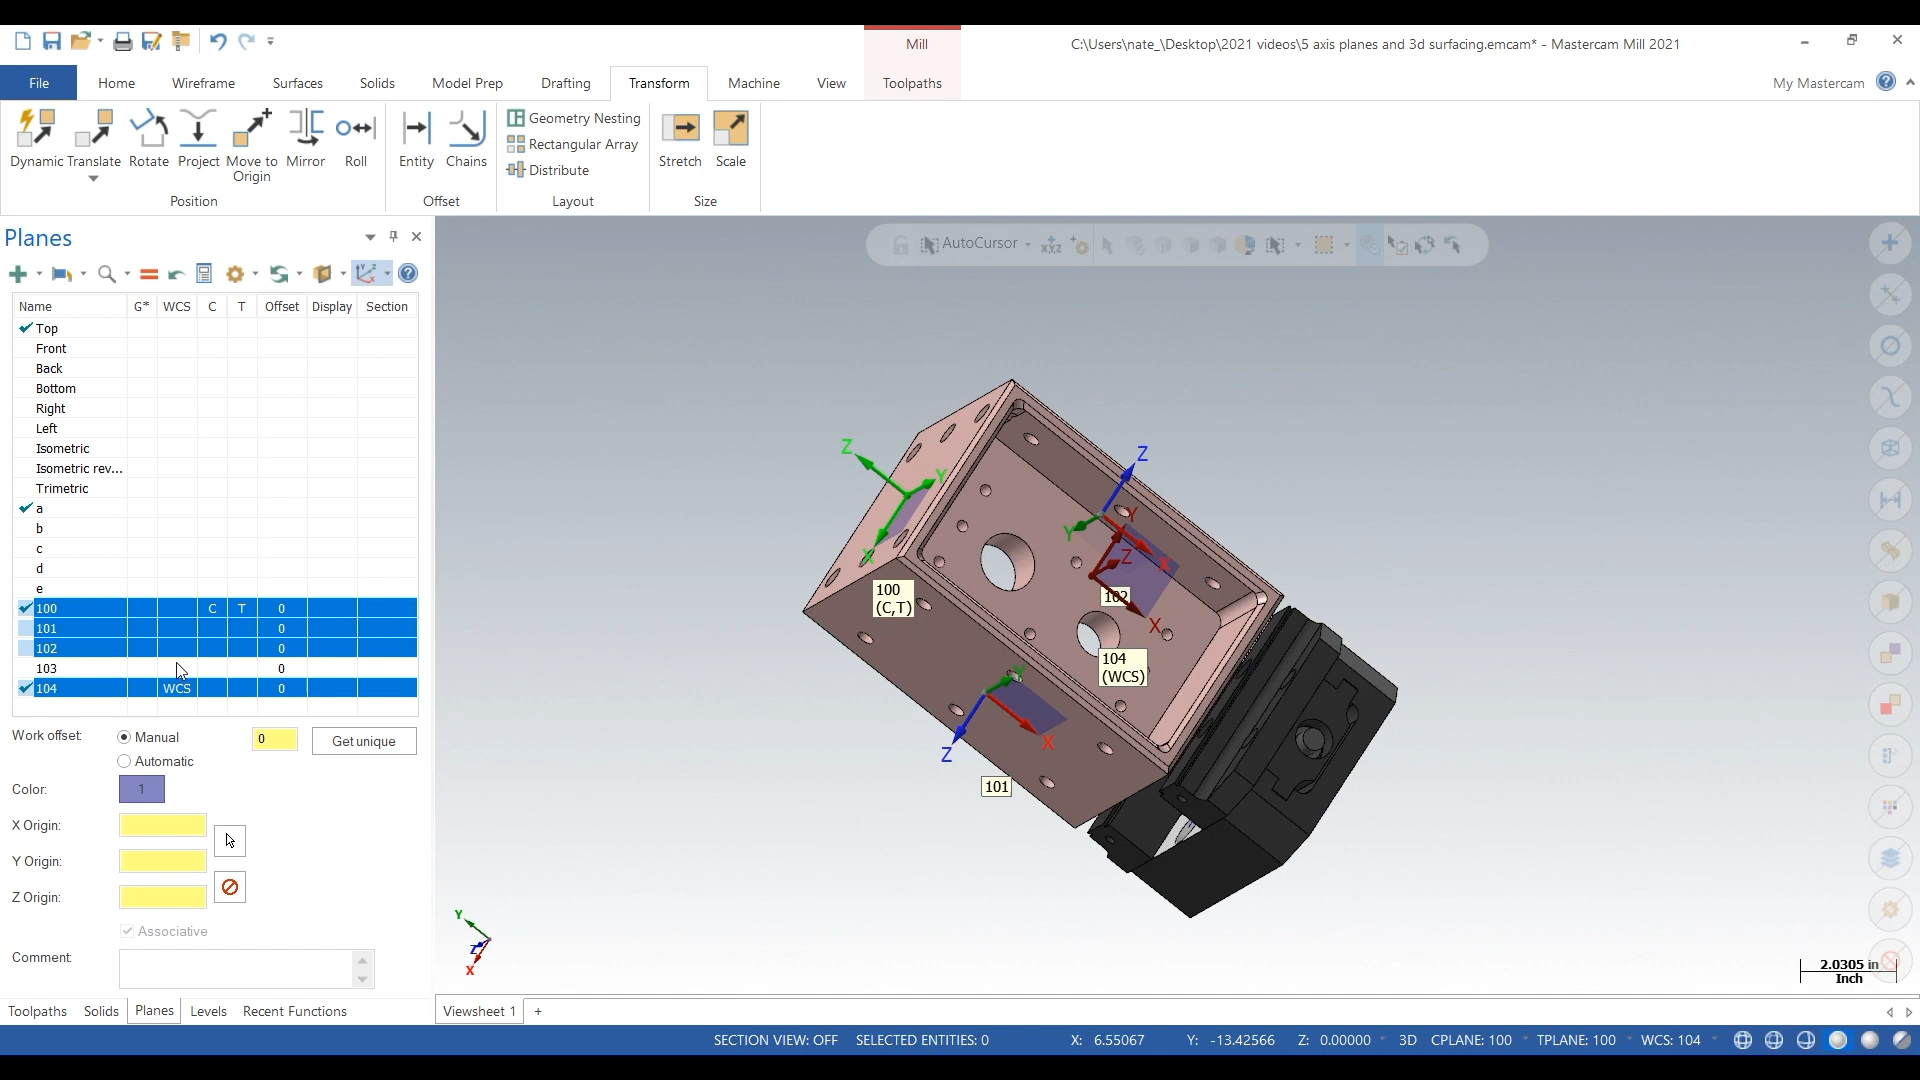 Mill
C:\Users\nate_\Desktop\2021 videos\5 axis planes and 3d surfacing.emcam* - Mastercam Mill 2021
File Home Wireframe Surfaces Solids Model Prep Drafting Transform Machine View Toolpaths My Mastercam
Dynamic Translate Rotate Project Move to Origin Mirror Roll
Position
Entity Chains
Offset
Geometry Nesting
Rectangular Array
Distribute
Layout
Stretch Scale
Size
Planes
AutoCursor
Name G* WCS C T Offset Display Section
Top
Front
Back
Bottom
Right
Left
Isometric
Isometric rev...
Trimetric
a
b
c
d
e
100 C T 0
101 0
102 0
103 0
104 WCS 0
Work offset: Manual 0 Get unique
Automatic
Color: 1
X Origin:
Y Origin:
Z Origin:
Associative
Comment:
Z
Y
X
100
(C,T)
Z
Y
X
Y
Z
X
102
104
(WCS)
Y
Z
X
101
Y
Z
X
2.0305 in
Inch
Toolpaths Solids Planes Levels Recent Functions
Viewsheet 1 +
SECTION VIEW: OFF SELECTED ENTITIES: 0 X: 6.55067 Y: -13.42566 Z: 0.00000 3D CPLANE: 100 TPLANE: 100 WCS: 104